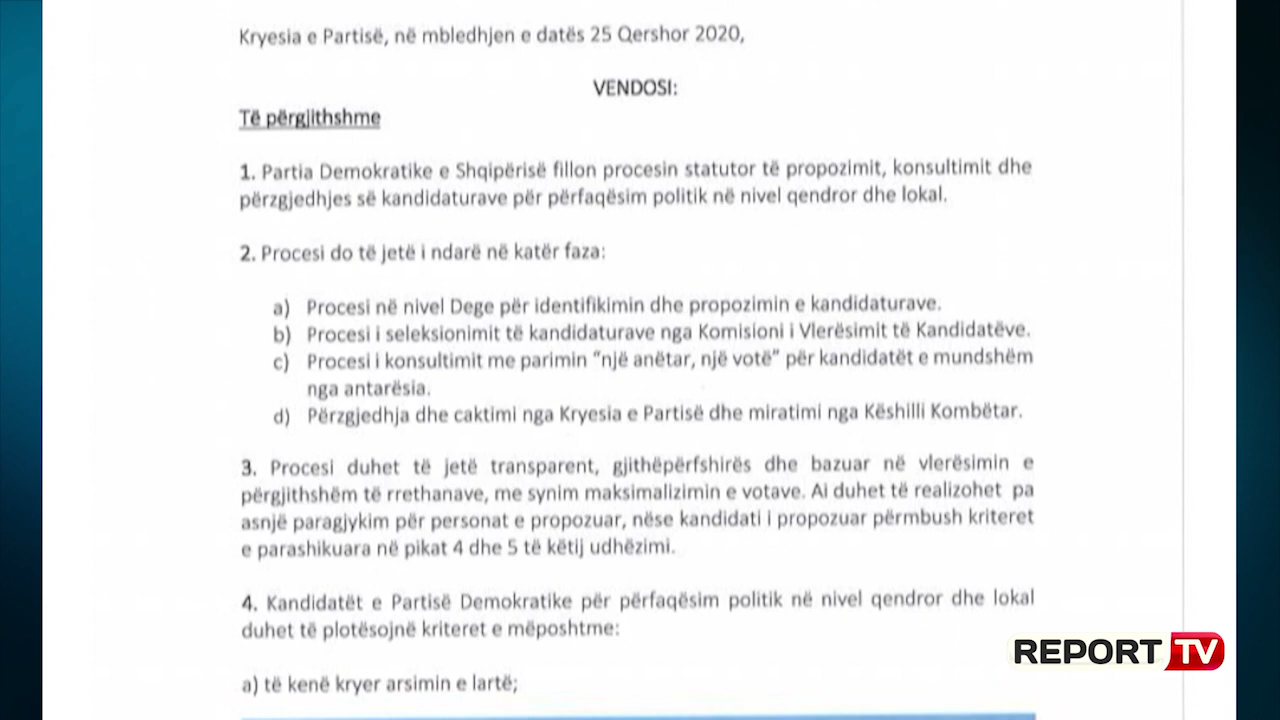 Kryesia e Partisë, në mbledhjen e datës 25 Qershor 2020,
VENDOSI:
Të përgjithshme
1. Partia Demokratike e Shqipërisë fillon procesin statutor të propozimit, konsultimit dhe
përzgjedhjes së kandidaturave për përfaqësim politik në nivel qendror dhe lokal.
2. Procesi do të jetë i ndarë në katër faza:
a) Procesi në nivel Dege për identifikimin dhe propozimin e kandidaturave.
b) Procesi i seleksionimit të kandidaturave nga Komisioni i Vlerësimit të Kandidatëve.
c) Procesi i konsultimit me parimin “një anëtar, një votë” për kandidatët e mundshëm
nga antarësia.
d) Përzgjedhja dhe caktimi nga Kryesia e Partisë dhe miratimi nga Këshilli Kombëtar.
3. Procesi duhet të jetë transparent, gjithëpërfshirës dhe bazuar në vlerësimin e
përgjithshëm të rrethanave, me synim maksimalizimin e votave. Ai duhet të realizohet pa
asnjë paragjykim për personat e propozuar, nëse kandidati i propozuar përmbush kriteret
e parashikuara në pikat 4 dhe 5 të këtij udhëzimi.
4. Kandidatët e Partisë Demokratike për përfaqësim politik në nivel qendror dhe lokal
duhet të plotësojnë kriteret e mëposhtme:
a) të kenë kryer arsimin e lartë;
REPORT TV